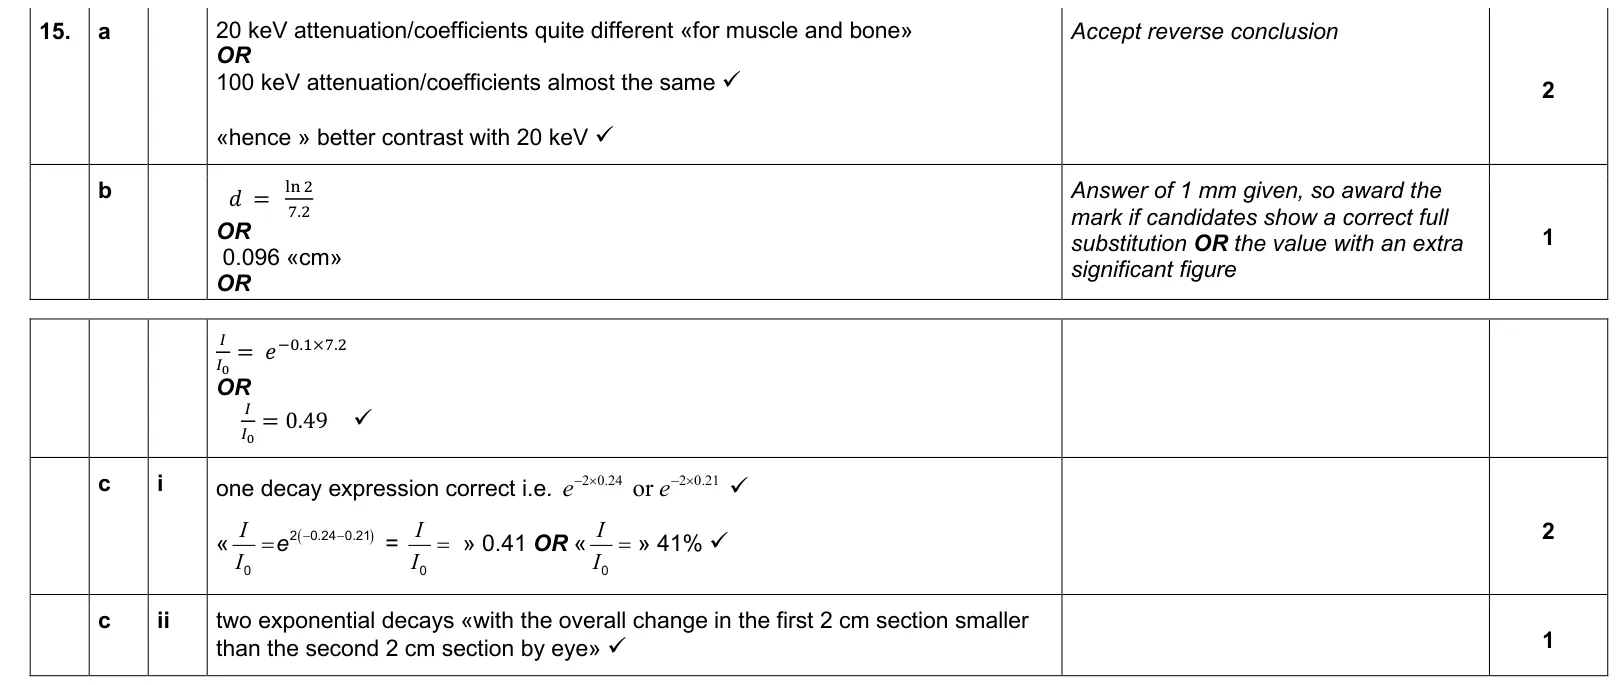 15. a 20 keV attenuation/coefficients quite different «for muscle and bone» Accept reverse conclusion
OR
100 keV attenuation/coefficients almost the same ✓
2
«hence » better contrast with 20 keV ✓
b d = ln 2 / 7.2 Answer of 1 mm given, so award the
OR mark if candidates show a correct full
0.096 «cm» substitution OR the value with an extra
OR significant figure
1
I/I₀ = e^(−0.1×7.2)
OR
I/I₀ = 0.49 ✓
c i one decay expression correct i.e. e^(−2×0.24) or e^(−2×0.21) ✓
« I/I₀ =e^(2(−0.24−0.21)) = I/I₀ = » 0.41 OR « I/I₀ = » 41% ✓
2
c ii two exponential decays «with the overall change in the first 2 cm section smaller
than the second 2 cm section by eye» ✓
1